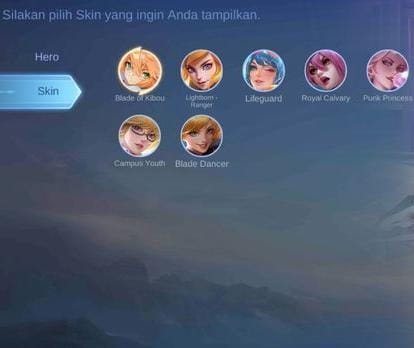 Silakan pilih Skin yang ingin Anda tampilkan.
Hero
Skin
Blade of Kibou
Lightborn -
Ranger
Lifeguard
Royal Calvary
Punk Princess
Campus Youth
Blade Dancer